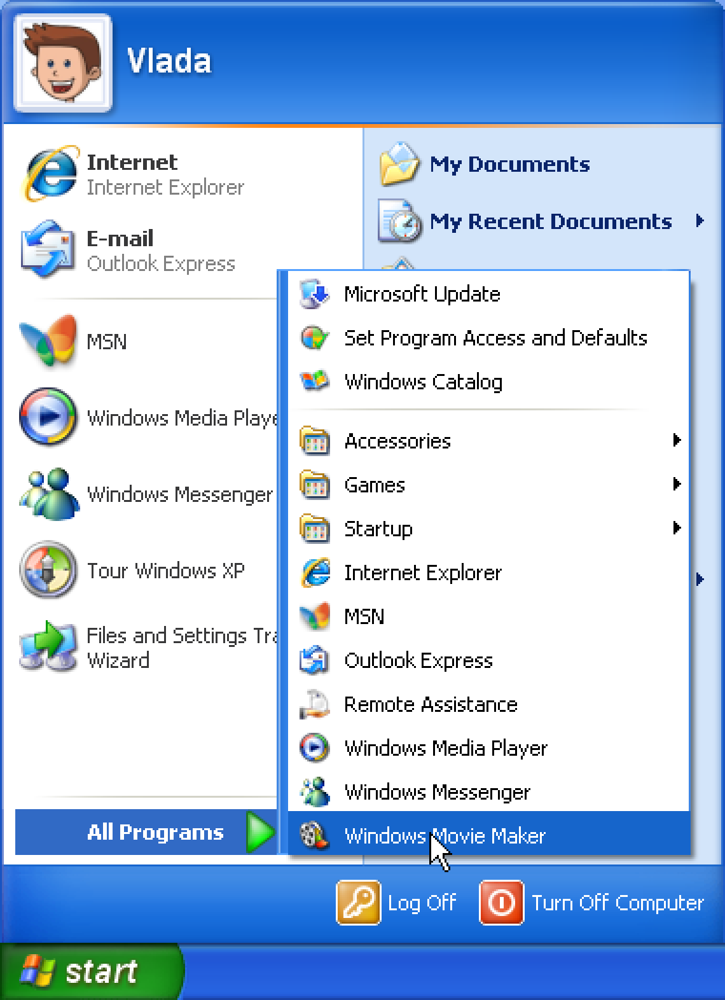 Vlada
Internet
Internet Explorer
E-mail
Outlook Express
MSN
Windows Media Playe
Windows Messenger
Tour Windows XP
Files and Settings Tra
Wizard
All Programs
My Documents
My Recent Documents
Microsoft Update
Set Program Access and Defaults
Windows Catalog
Accessories
Games
Startup
Internet Explorer
MSN
Outlook Express
Remote Assistance
Windows Media Player
Windows Messenger
Windows Movie Maker
Log Off
Turn Off Computer
start